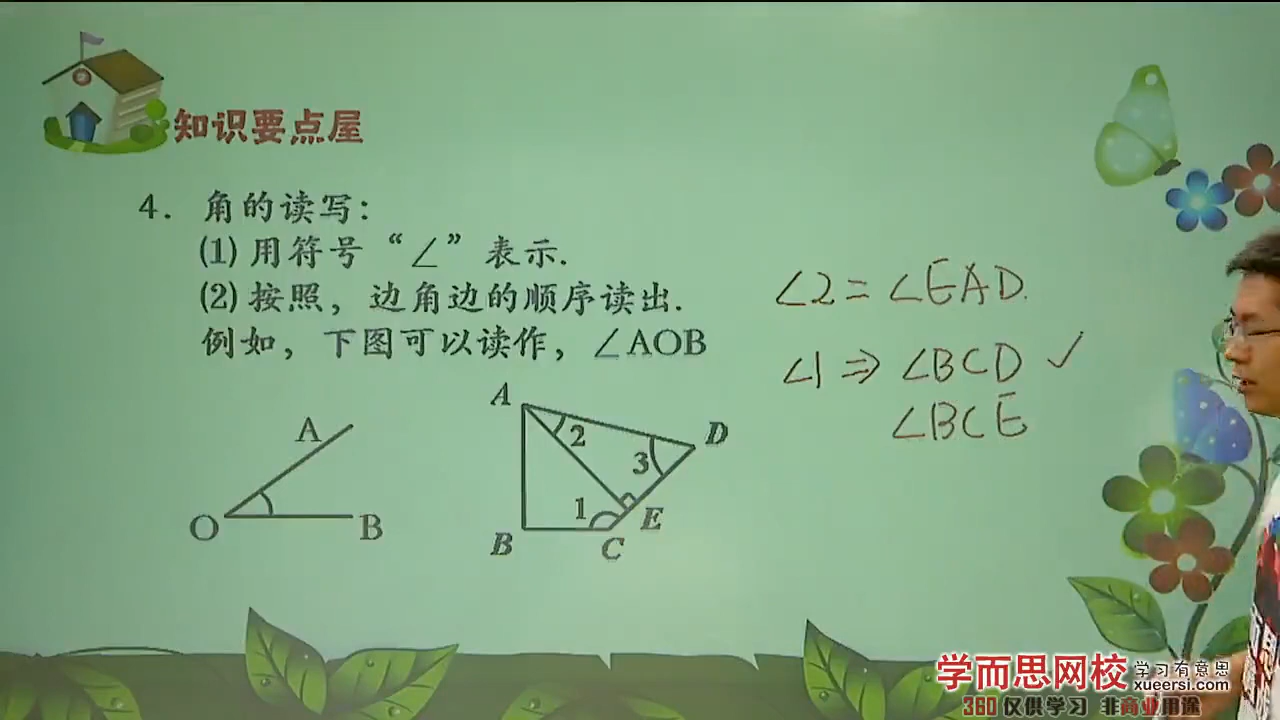 知识要点屋
4. 角的读写：
(1) 用符号“∠”表示.
(2) 按照，边角边的顺序读出.
例如，下图可以读作，∠AOB
∠2=∠EAD.
∠1⇒∠BCD ✓
∠BCE
A
O
B
A
2
D
3
1
E
B
C
学而思网校
学习有意思
xueersi.com
360 仅供学习 非商业用途